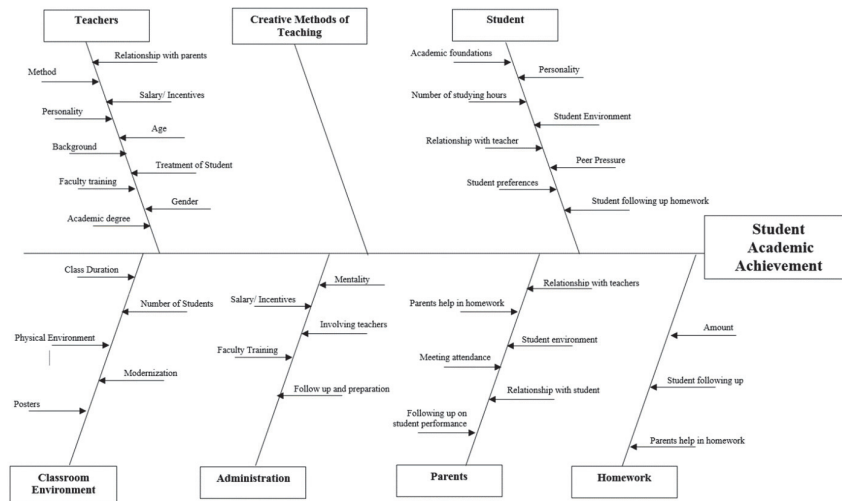 Teachers
Creative Methods of
Teaching
Student
Relationship with parents
Method
Salary/ Incentives
Personality
Age
Background
Treatment of Student
Faculty training
Gender
Academic degree
Academic foundations
Personality
Number of studying hours
Student Environment
Relationship with teacher
Peer Pressure
Student preferences
Student following up homework
Student
Academic
Achievement
Class Duration
Number of Students
Physical Environment
Modernization
Posters
Mentality
Salary/ Incentives
Involving teachers
Faculty Training
Follow up and preparation
Relationship with teachers
Parents help in homework
Student environment
Meeting attendance
Relationship with student
Following up on
student performance
Amount
Student following up
Parents help in homework
Classroom
Environment
Administration
Parents
Homework